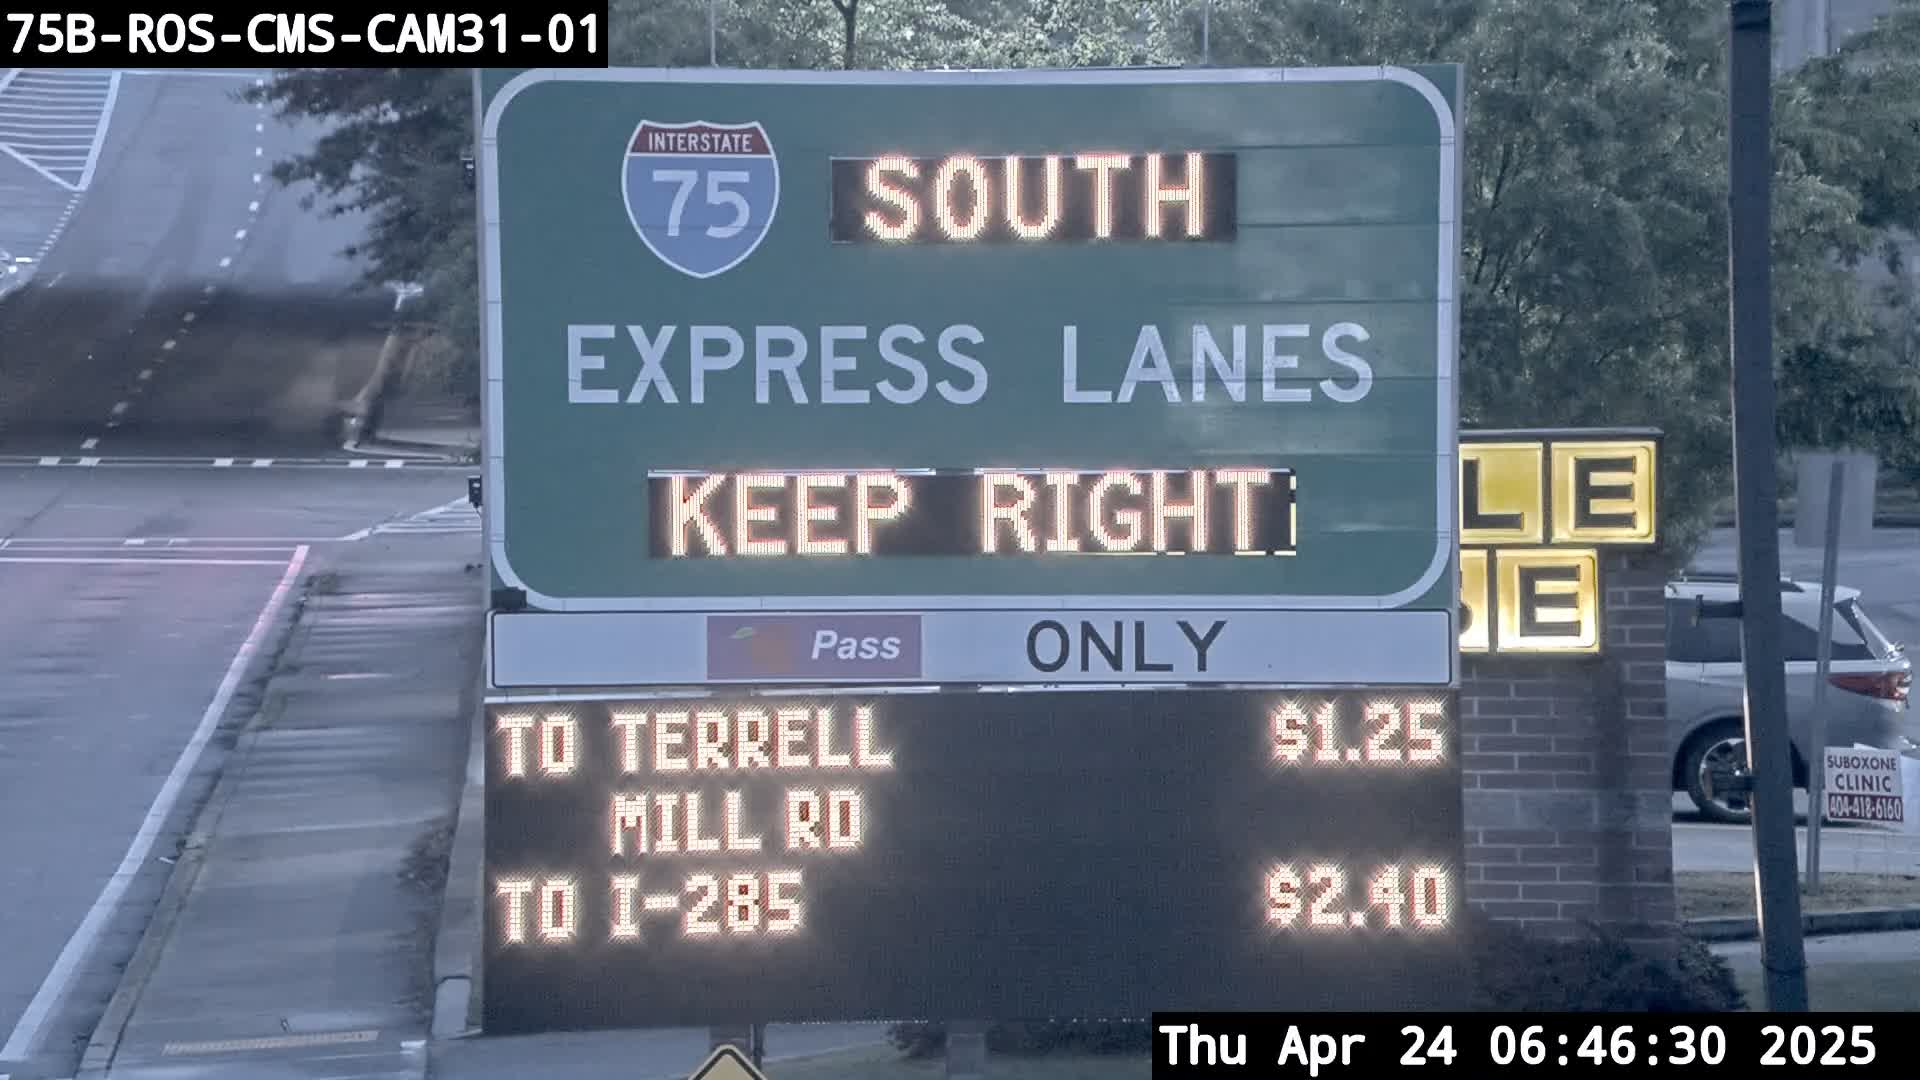 75B-ROS-CMS-CAM31-01
INTERSTATE
75
SOUTH
EXPRESS LANES
KEEP RIGHT
Pass ONLY
TO TERRELL $1.25
MILL RD
TO I-285 $2.40
LE
E
SUBOXONE
CLINIC
404-418-6160
Thu Apr 24 06:46:30 2025